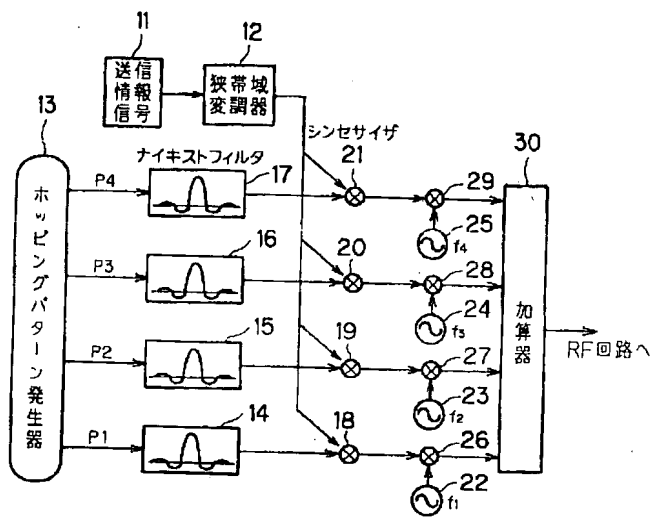 11
送信
情報
信号
12
狭帯域
変調器
13
ホッピングパターン発生器
ナイキストフィルタ
シンセサイザ
P4
17
21
29
30
25
f4
P3
16
20
28
24
f3
加算器
RF回路へ
P2
15
19
27
23
f2
P1
14
18
26
22
f1